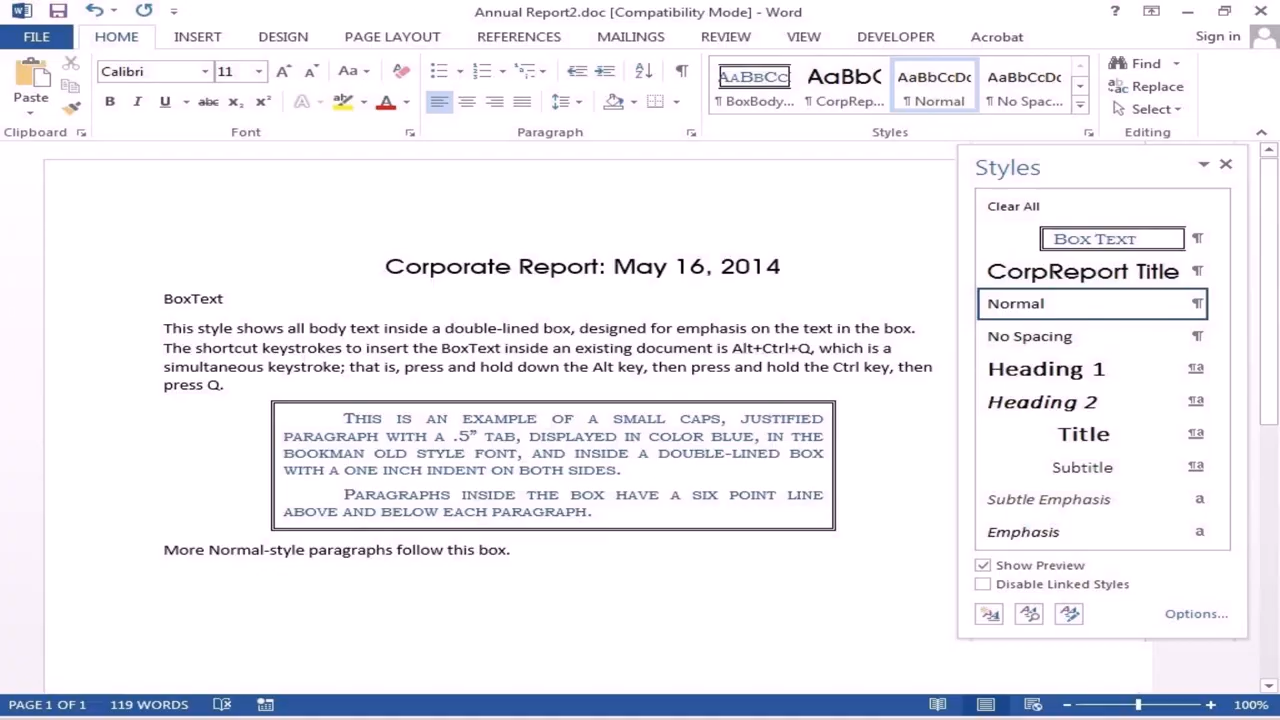 Annual Report2.doc [Compatibility Mode] - Word
?
FILE HOME INSERT DESIGN PAGE LAYOUT REFERENCES MAILINGS REVIEW VIEW DEVELOPER Acrobat Sign in
Calibri 11 Aa
Paste
B I U abc x₂ x² A A
Clipboard Font Paragraph Styles Editing
AaBbCc AaBbC AaBbCcDc AaBbCcDc
¶ BoxBody... ¶ CorpRep... ¶ Normal ¶ No Spac...
Find
Replace
Select
Styles
Clear All
Box Text ¶
CorpReport Title ¶
Normal ¶
No Spacing ¶
Heading 1 ¶a
Heading 2 ¶a
Title ¶a
Subtitle ¶a
Subtle Emphasis a
Emphasis a
Show Preview
Disable Linked Styles
Options...
Corporate Report: May 16, 2014
BoxText
This style shows all body text inside a double-lined box, designed for emphasis on the text in the box.
The shortcut keystrokes to insert the BoxText inside an existing document is Alt+Ctrl+Q, which is a
simultaneous keystroke; that is, press and hold down the Alt key, then press and hold the Ctrl key, then
press Q.
THIS IS AN EXAMPLE OF A SMALL CAPS, JUSTIFIED
PARAGRAPH WITH A .5” TAB, DISPLAYED IN COLOR BLUE, IN THE
BOOKMAN OLD STYLE FONT, AND INSIDE A DOUBLE-LINED BOX
WITH A ONE INCH INDENT ON BOTH SIDES.
PARAGRAPHS INSIDE THE BOX HAVE A SIX POINT LINE
ABOVE AND BELOW EACH PARAGRAPH.
More Normal-style paragraphs follow this box.
PAGE 1 OF 1 119 WORDS 100%